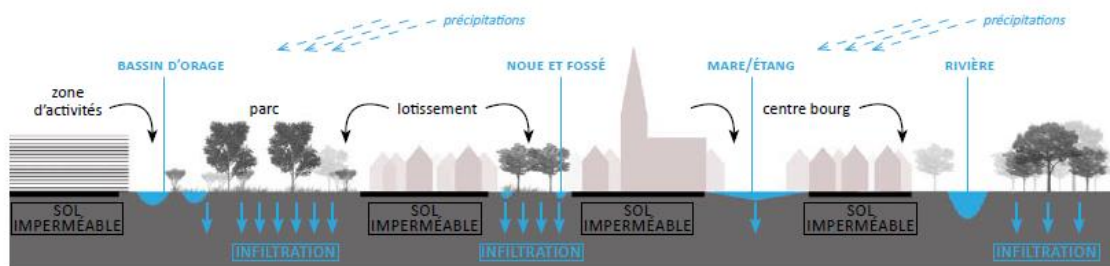 précipitations
précipitations
BASSIN D'ORAGE
NOUE ET FOSSÉ
MARE/ÉTANG
RIVIÈRE
zone
d'activités
parc
lotissement
centre bourg
SOL
IMPERMÉABLE
SOL
IMPERMÉABLE
SOL
IMPERMÉABLE
SOL
IMPERMÉABLE
INFILTRATION
INFILTRATION
INFILTRATION